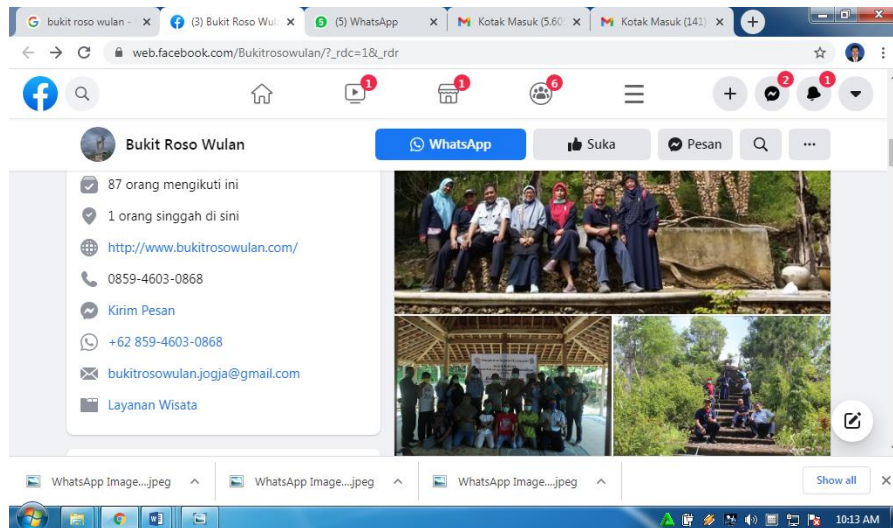 bukit roso wulan -
(3) Bukit Roso Wul
(5) WhatsApp
Kotak Masuk (5.60
Kotak Masuk (141)
web.facebook.com/Bukitrosowulan/?_rdc=1&_rdr
1
1
6
2
1
Bukit Roso Wulan
WhatsApp
Suka
Pesan
87 orang mengikuti ini
1 orang singgah di sini
http://www.bukitrosowulan.com/
0859-4603-0868
Kirim Pesan
+62 859-4603-0868
bukitrosowulan.jogja@gmail.com
Layanan Wisata
WhatsApp Image....jpeg
WhatsApp Image....jpeg
WhatsApp Image....jpeg
Show all
10:13 AM